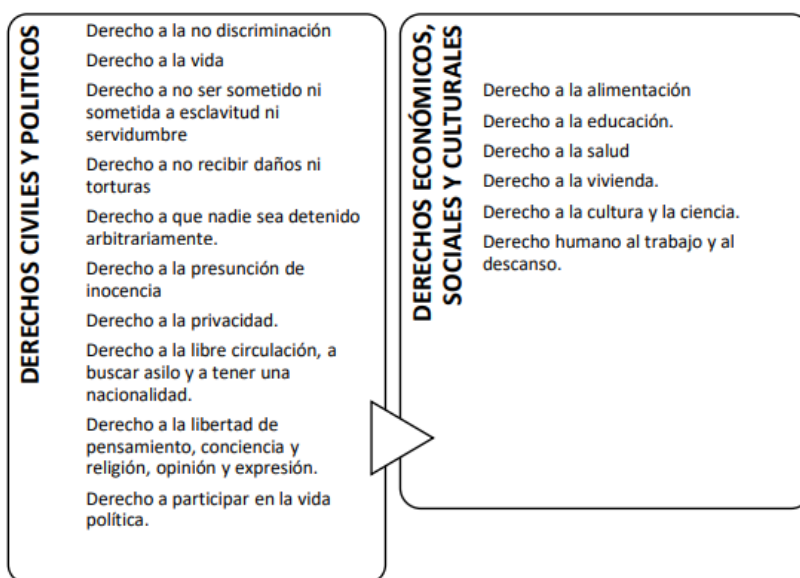 DERECHOS CIVILES Y POLITICOS
Derecho a la no discriminación
Derecho a la vida
Derecho a no ser sometido ni
sometida a esclavitud ni
servidumbre
Derecho a no recibir daños ni
torturas
Derecho a que nadie sea detenido
arbitrariamente.
Derecho a la presunción de
inocencia
Derecho a la privacidad.
Derecho a la libre circulación, a
buscar asilo y a tener una
nacionalidad.
Derecho a la libertad de
pensamiento, conciencia y
religión, opinión y expresión.
Derecho a participar en la vida
política.
DERECHOS ECONÓMICOS,
SOCIALES Y CULTURALES
Derecho a la alimentación
Derecho a la educación.
Derecho a la salud
Derecho a la vivienda.
Derecho a la cultura y la ciencia.
Derecho humano al trabajo y al
descanso.